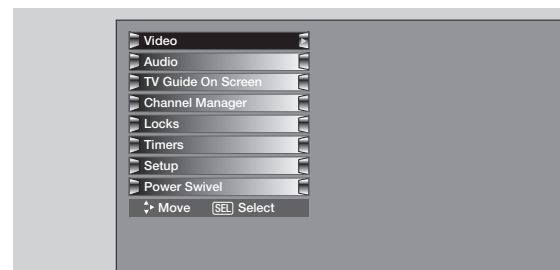 Video
Audio
TV Guide On Screen
Channel Manager
Locks
Timers
Setup
Power Swivel
Move SEL Select